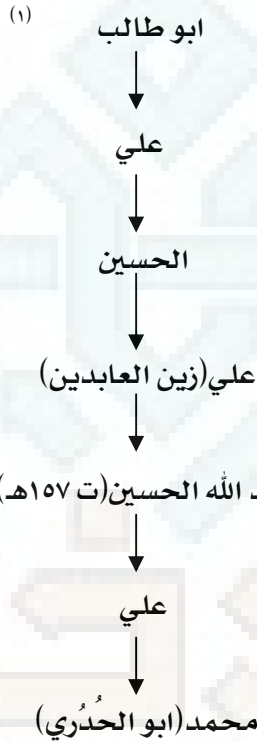 (١)
ابو طالب
علي
الحسين
علي(زين العابدين)
الله الحسين(ت ١٥٧هـ)
علي
محمد(ابو الحُدُري)